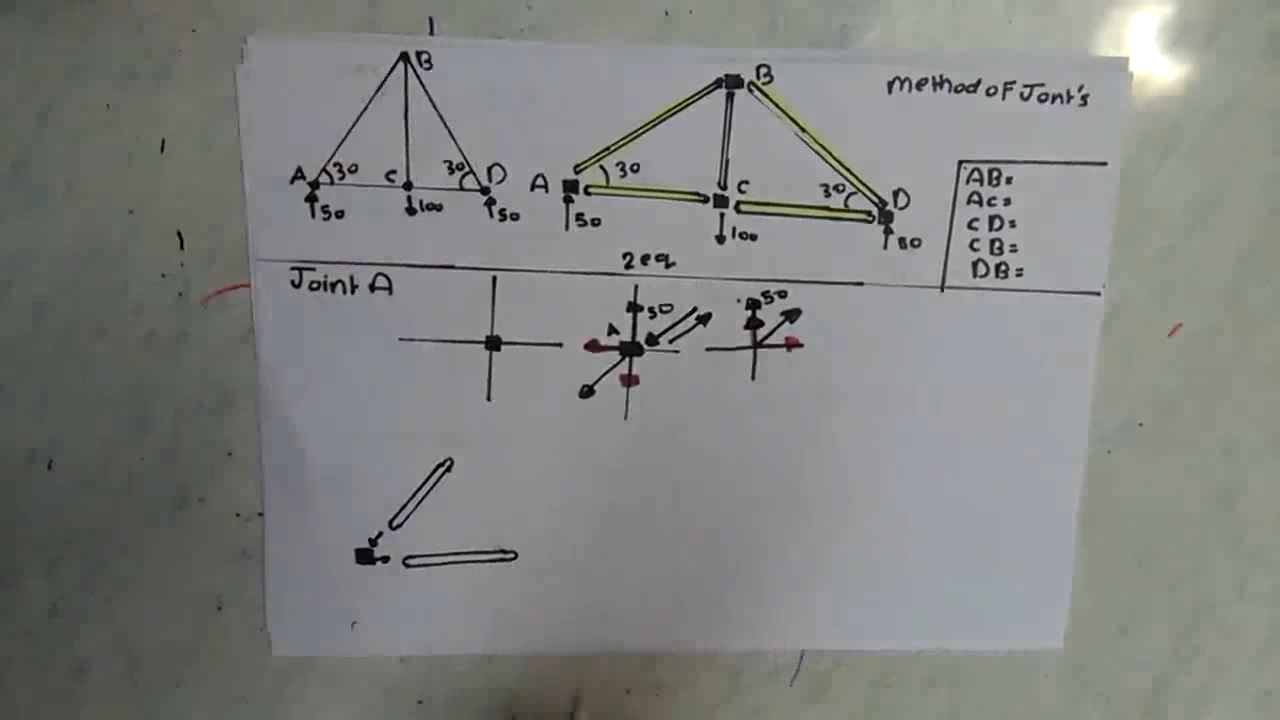 B
method of Jont's
A 30 C 30 D
50 100 50
B
A 30 C 30 D
50 100 50
AB=
AC=
CD=
CB=
DB=
2eq
Joint A
A 50
50